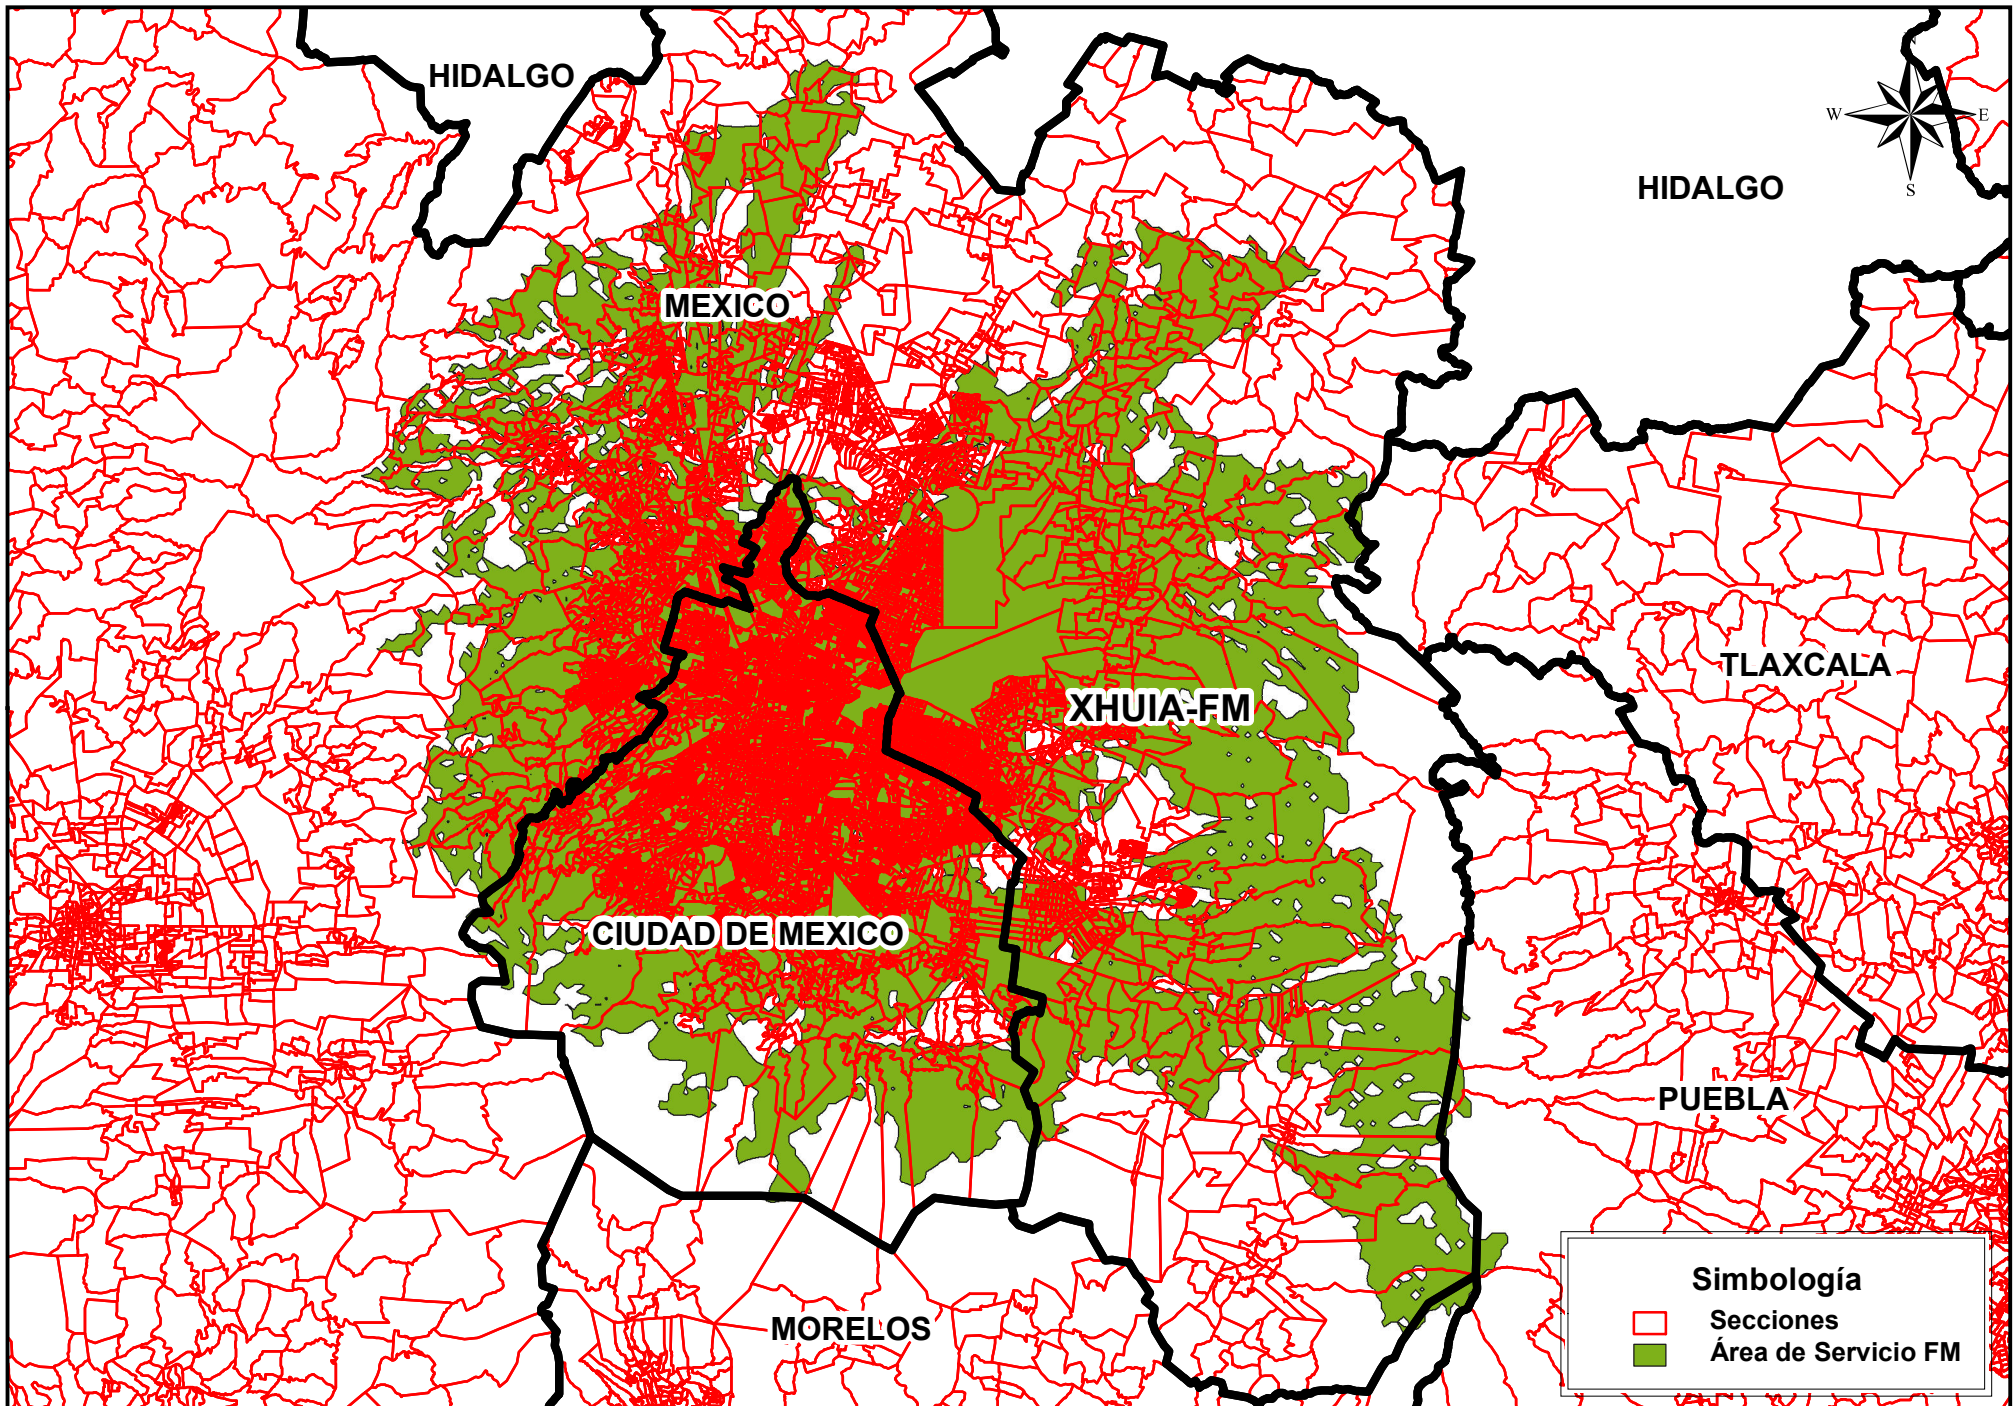 HIDALGO
N
W
E
S
HIDALGO
MEXICO
TLAXCALA
XHUIA-FM
CIUDAD DE MEXICO
PUEBLA
MORELOS
Simbología
Secciones
Área de Servicio FM